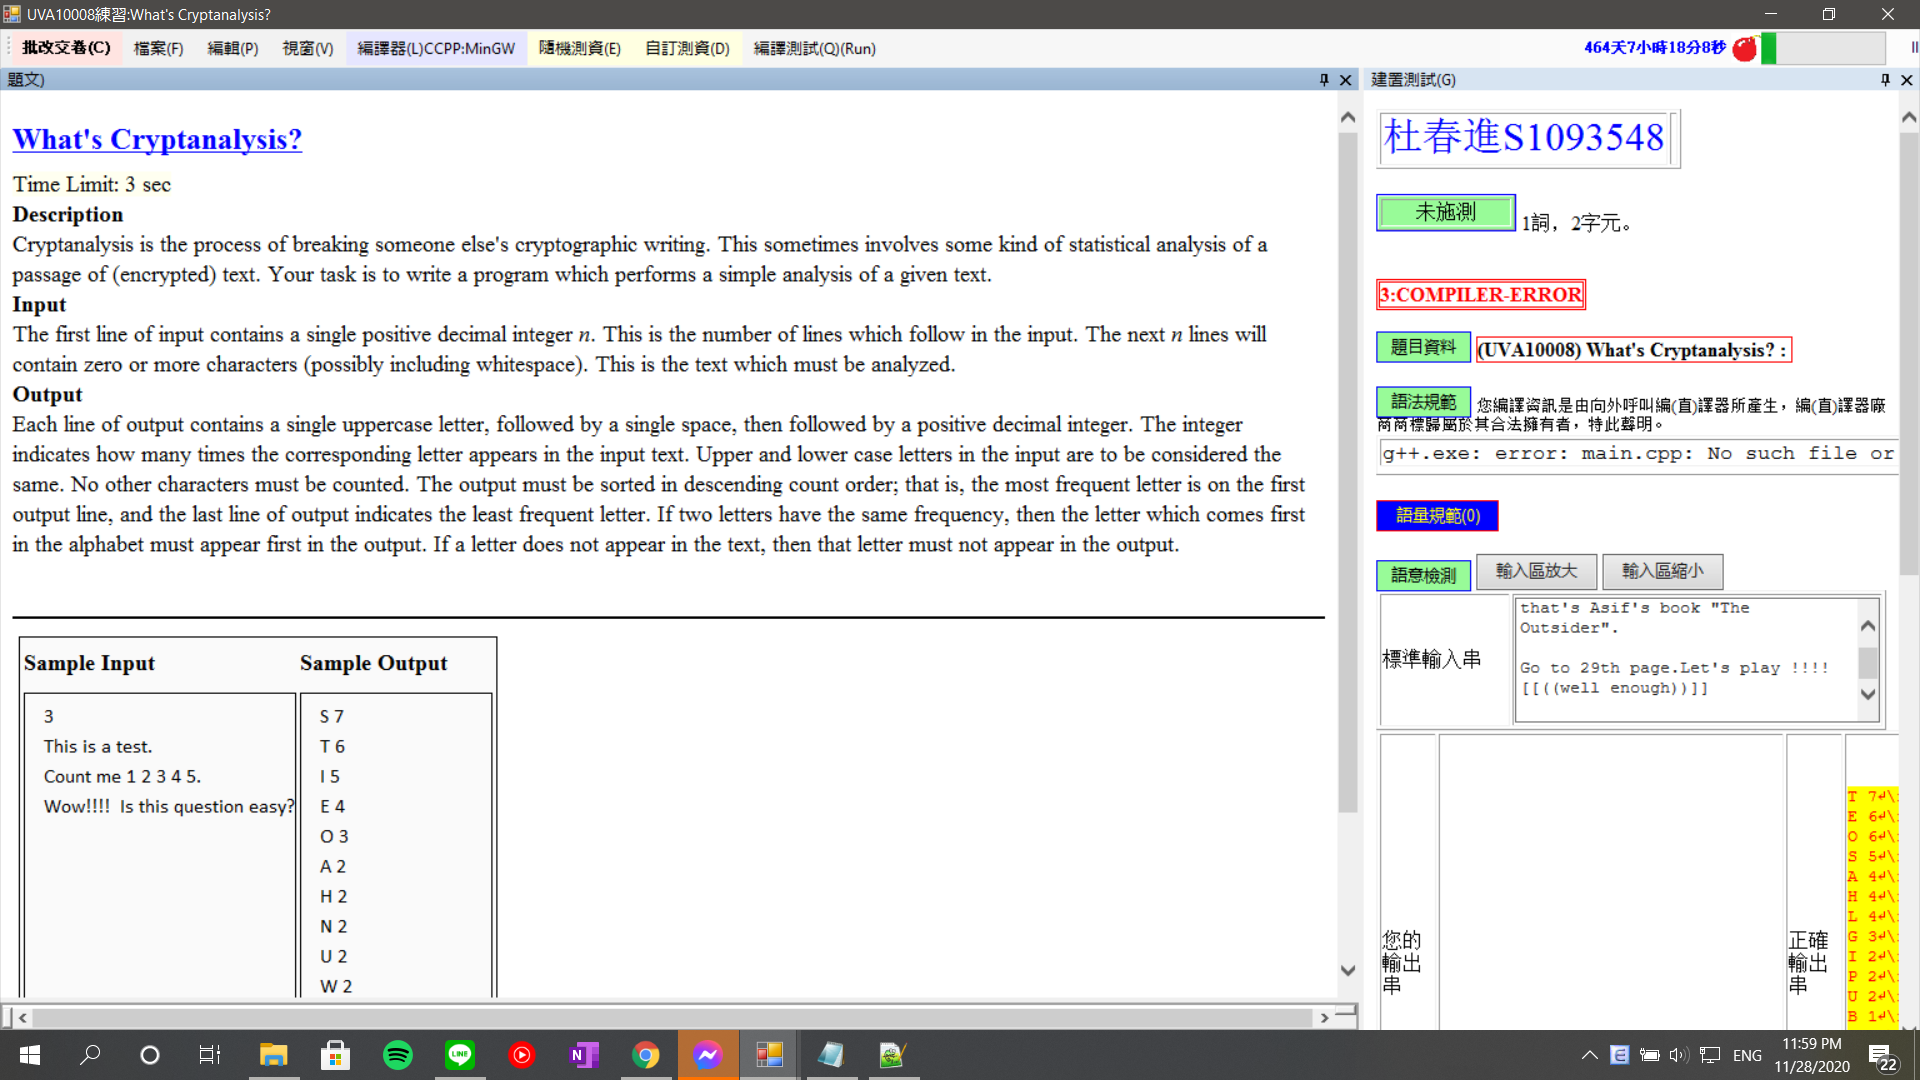 UVA10008練習:What's Cryptanalysis?
批改交卷(C) 檔案(F) 編輯(P) 視窗(V) 編譯器(L)CCPP:MinGW 隨機測資(E) 自訂測資(D) 編譯測試(Q)(Run) 464天7小時18分8秒
題文)
What's Cryptanalysis?
Time Limit: 3 sec
Description
Cryptanalysis is the process of breaking someone else's cryptographic writing. This sometimes involves some kind of statistical analysis of a
passage of (encrypted) text. Your task is to write a program which performs a simple analysis of a given text.
Input
The first line of input contains a single positive decimal integer n. This is the number of lines which follow in the input. The next n lines will
contain zero or more characters (possibly including whitespace). This is the text which must be analyzed.
Output
Each line of output contains a single uppercase letter, followed by a single space, then followed by a positive decimal integer. The integer
indicates how many times the corresponding letter appears in the input text. Upper and lower case letters in the input are to be considered the
same. No other characters must be counted. The output must be sorted in descending count order; that is, the most frequent letter is on the first
output line, and the last line of output indicates the least frequent letter. If two letters have the same frequency, then the letter which comes first
in the alphabet must appear first in the output. If a letter does not appear in the text, then that letter must not appear in the output.
Sample Input
3
This is a test.
Count me 1 2 3 4 5.
Wow!!!!  Is this question easy?
Sample Output
S 7
T 6
I 5
E 4
O 3
A 2
H 2
N 2
U 2
W 2
建置測試(G)
杜春進S1093548
未施測 1詞，2字元。
3:COMPILER-ERROR
題目資料 (UVA10008) What's Cryptanalysis? :
語法規範 您編譯資訊是由向外呼叫編(直)譯器所產生，編(直)譯器廠
商商標歸屬於其合法擁有者，特此聲明。
g++.exe: error: main.cpp: No such file or
語量規範(0)
語意檢測 輸入區放大 輸入區縮小
標準輸入串
that's Asif's book "The
Outsider".
Go to 29th page.Let's play !!!!
[[((well enough))]]
您的
輸出
串
正確
輸出
串
T 7↵\
E 6↵\
O 6↵\
S 5↵\
A 4↵\
H 4↵\
L 4↵\
G 3↵\
I 2↵\
P 2↵\
U 2↵\
B 1↵\
ENG
11:59 PM
11/28/2020
22